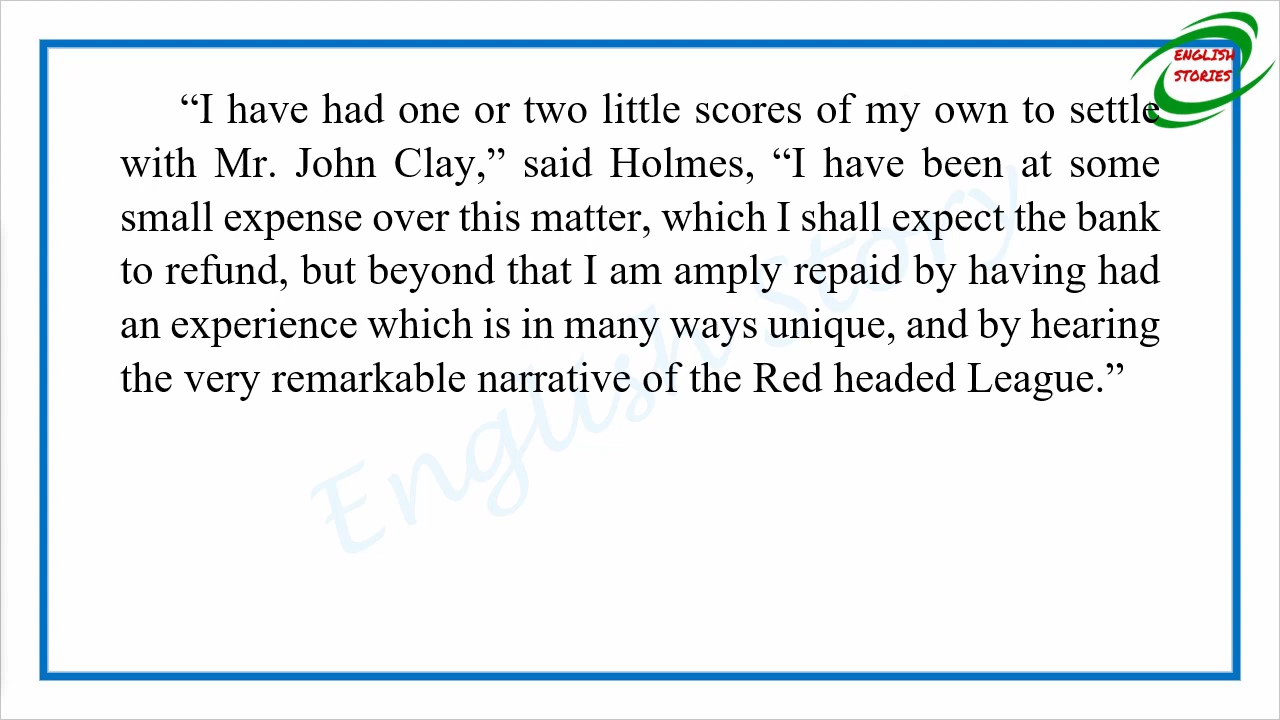 ENGLISH
STORIES
“I have had one or two little scores of my own to settle
with Mr. John Clay,” said Holmes, “I have been at some
small expense over this matter, which I shall expect the bank
to refund, but beyond that I am amply repaid by having had
an experience which is in many ways unique, and by hearing
the very remarkable narrative of the Red headed League.”
English Story